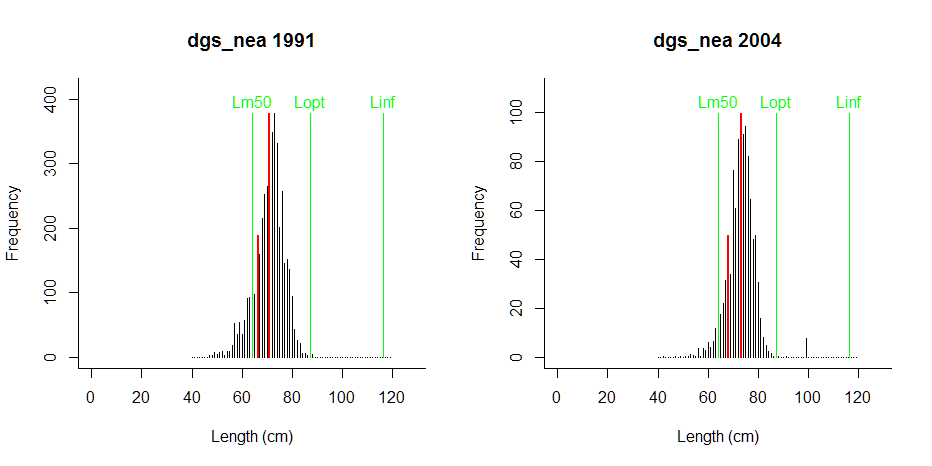 dgs_nea 1991
Lm50 Lopt Linf
400
300
200
100
0
Frequency
0 20 40 60 80 100 120
Length (cm)
dgs_nea 2004
Lm50 Lopt Linf
100
80
60
40
20
0
Frequency
0 20 40 60 80 100 120
Length (cm)